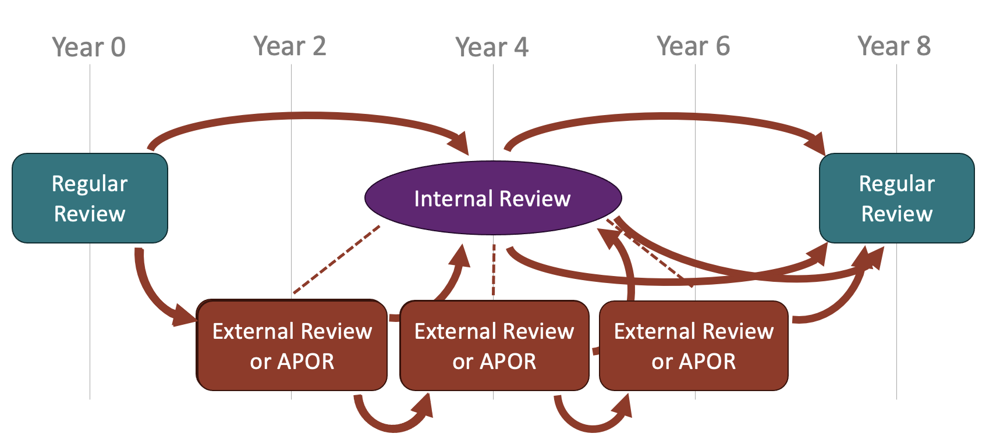 Year 0
Year 2
Year 4
Year 6
Year 8
Regular
Review
Internal Review
Regular
Review
External Review
or APOR
External Review
or APOR
External Review
or APOR